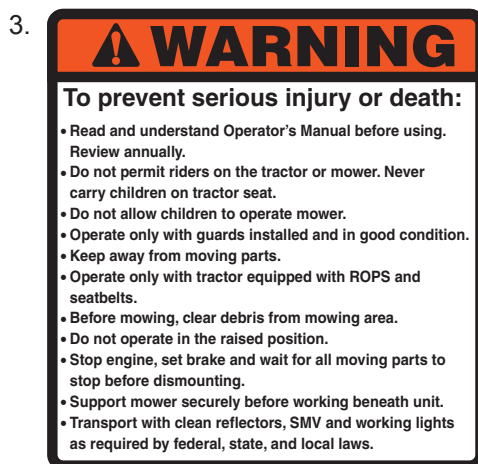 3.
WARNING
To prevent serious injury or death:
• Read and understand Operator's Manual before using.
Review annually.
• Do not permit riders on the tractor or mower. Never
carry children on tractor seat.
• Do not allow children to operate mower.
• Operate only with guards installed and in good condition.
• Keep away from moving parts.
• Operate only with tractor equipped with ROPS and
seatbelts.
• Before mowing, clear debris from mowing area.
• Do not operate in the raised position.
• Stop engine, set brake and wait for all moving parts to
stop before dismounting.
• Support mower securely before working beneath unit.
• Transport with clean reflectors, SMV and working lights
as required by federal, state, and local laws.